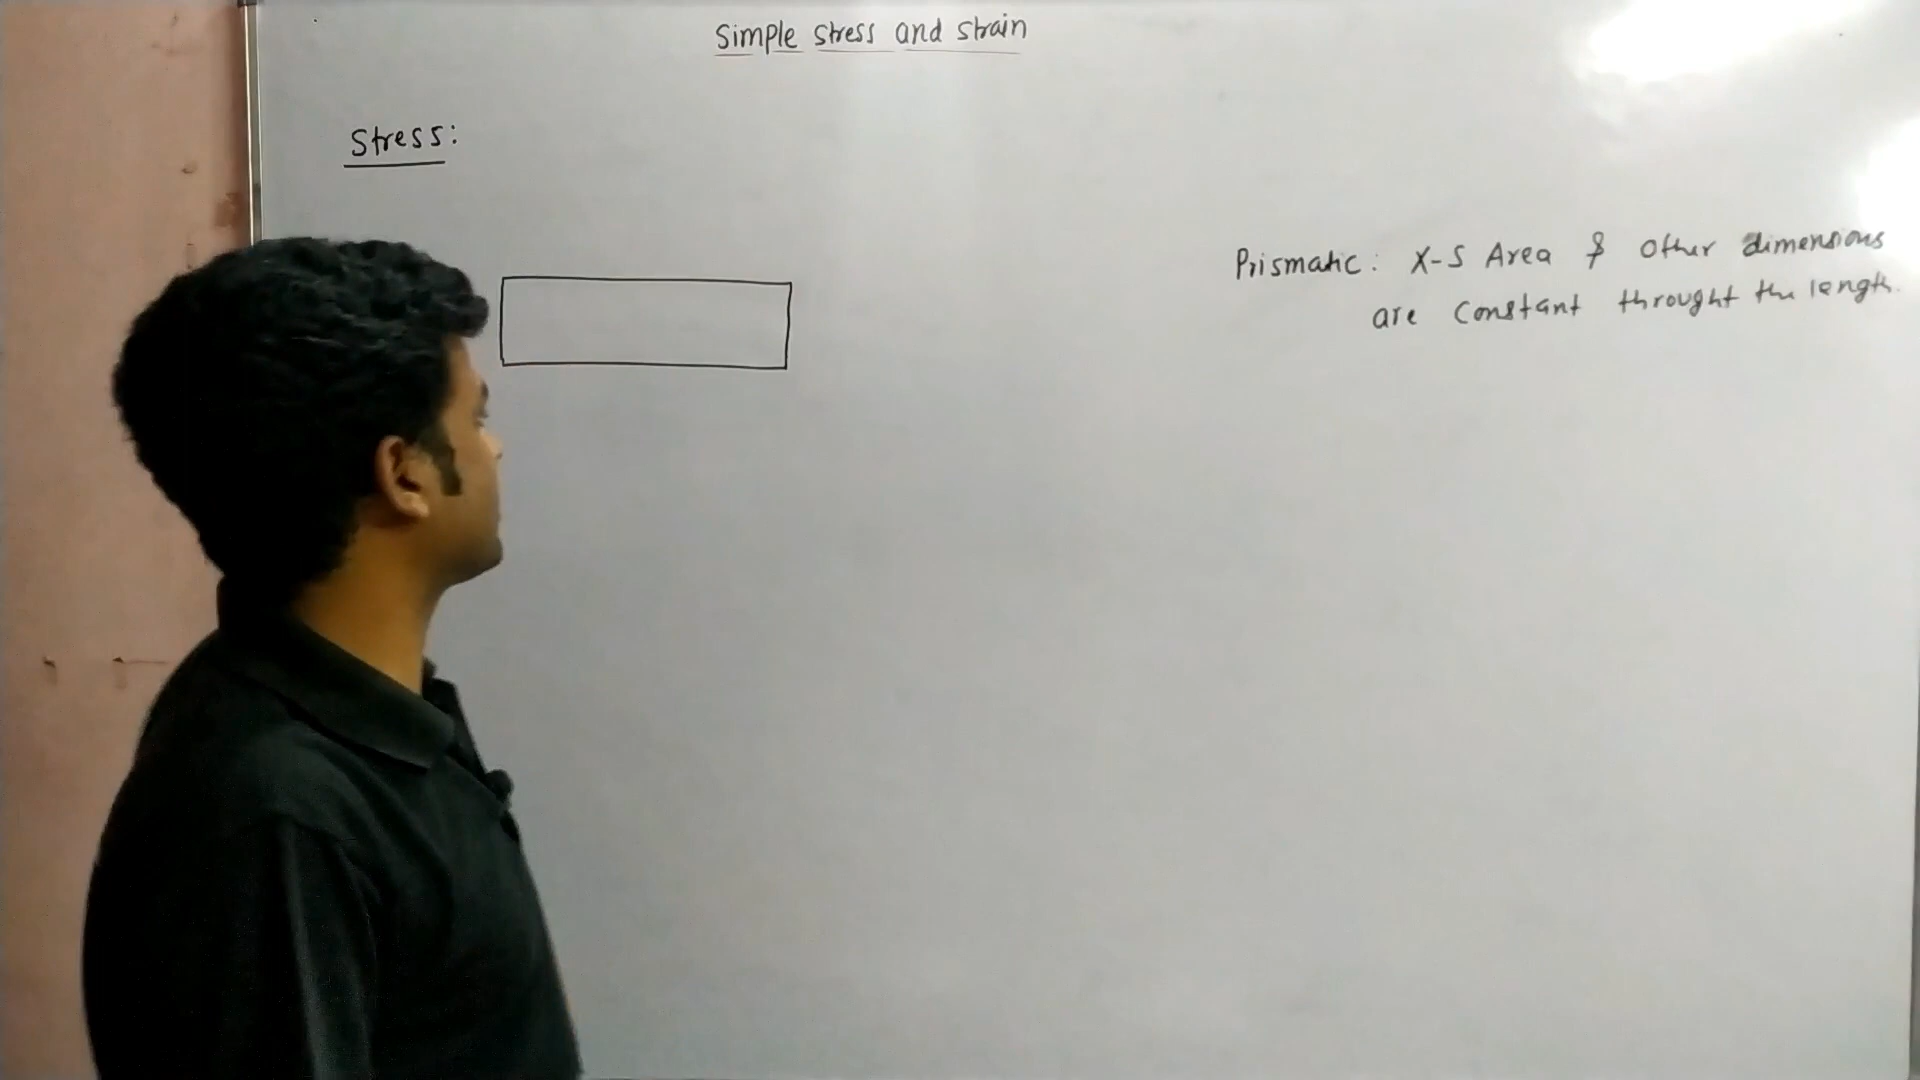 Simple stress and strain
Stress:
Prismatic: X-S Area & other dimensions
are constant throught the length.